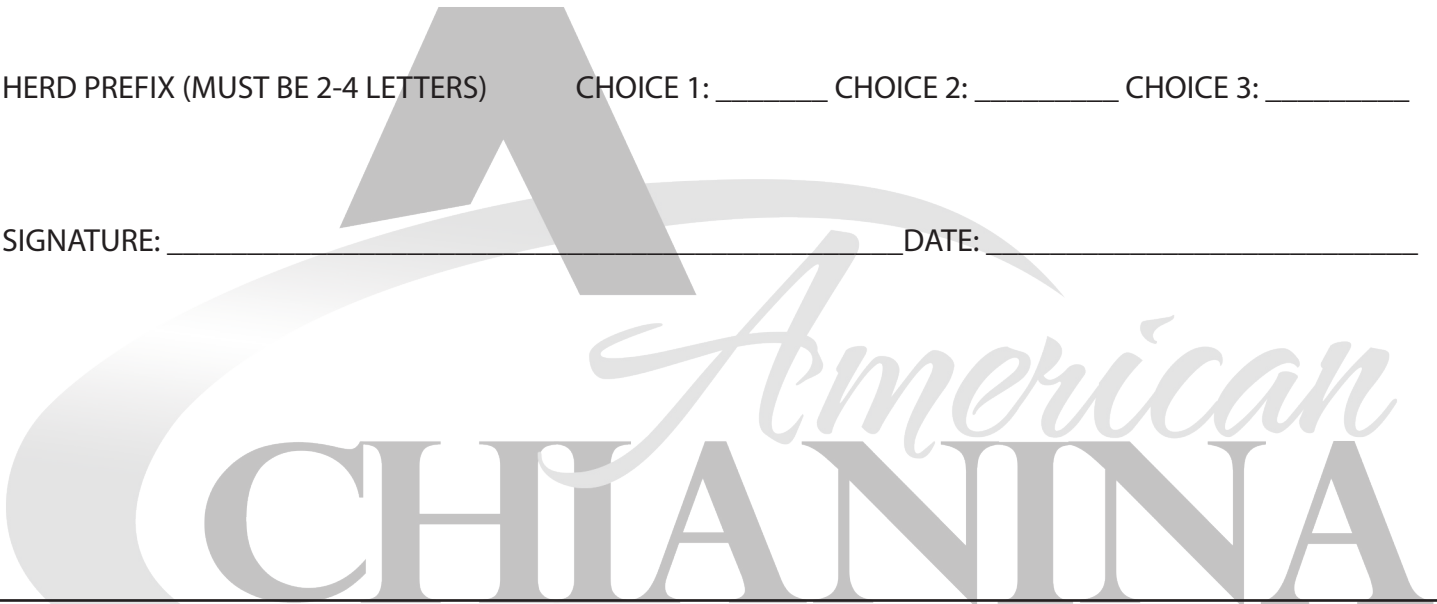 HERD PREFIX (MUST BE 2-4 LETTERS) CHOICE 1: _______ CHOICE 2: _________ CHOICE 3: _________
SIGNATURE: ______________________________________________DATE: ___________________________
American
CHIANINA